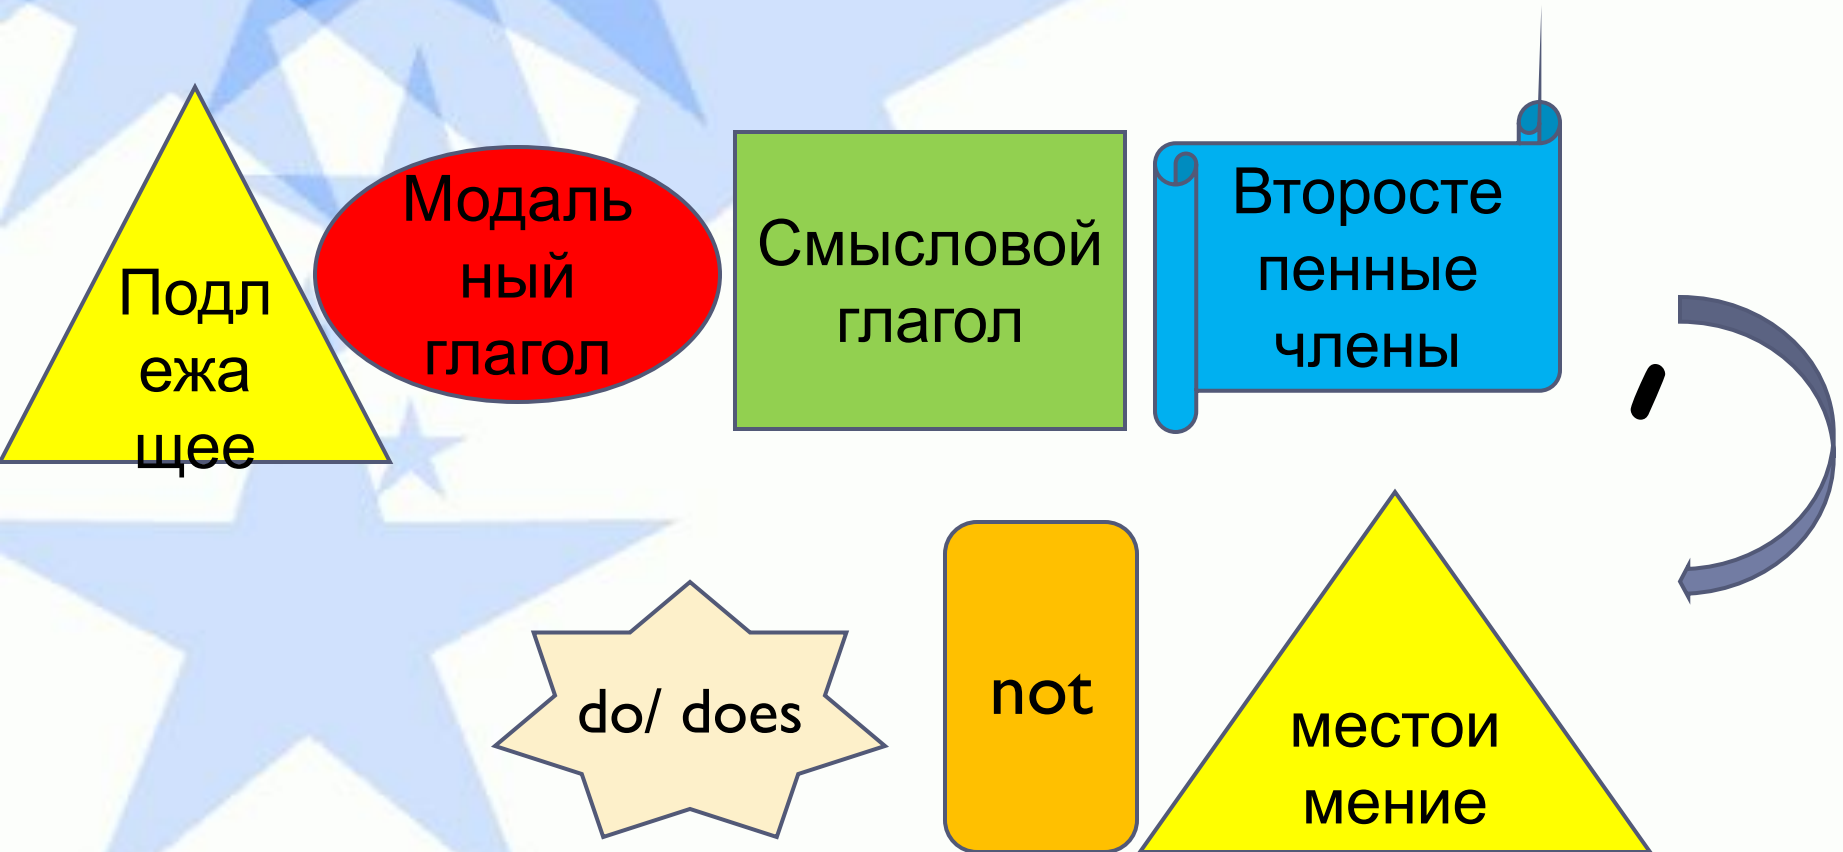 Подл
ежа
щее
Модаль
ный
глагол
Смысловой
глагол
Второсте
пенные
члены
,
do/ does
not
местои
мение